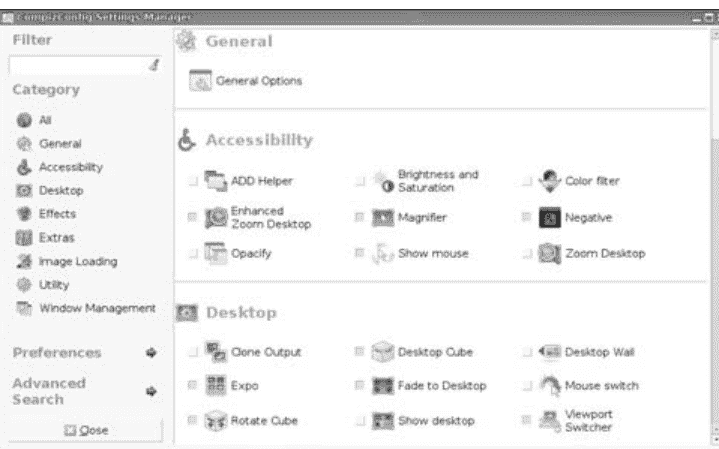 CompizConfig Settings Manager
Filter
Category
All
General
Accessibility
Desktop
Effects
Extras
Image Loading
Utility
Window Management
Preferences
Advanced
Search
Close
General
General Options
Accessibility
ADD Helper
Brightness and
Saturation
Color filter
Enhanced
Zoom Desktop
Magnifier
Negative
Opacify
Show mouse
Zoom Desktop
Desktop
Clone Output
Desktop Cube
Desktop Wall
Expo
Fade to Desktop
Mouse switch
Rotate Cube
Show desktop
Viewport
Switcher